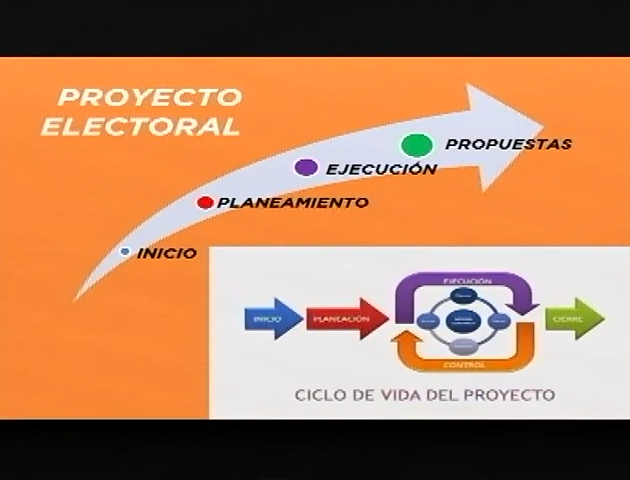 PROYECTO
ELECTORAL
PROPUESTAS
EJECUCIÓN
PLANEAMIENTO
INICIO
EJECUCIÓN
INICIO
PLANEACIÓN
CIERRE
CONTROL
CICLO DE VIDA DEL PROYECTO